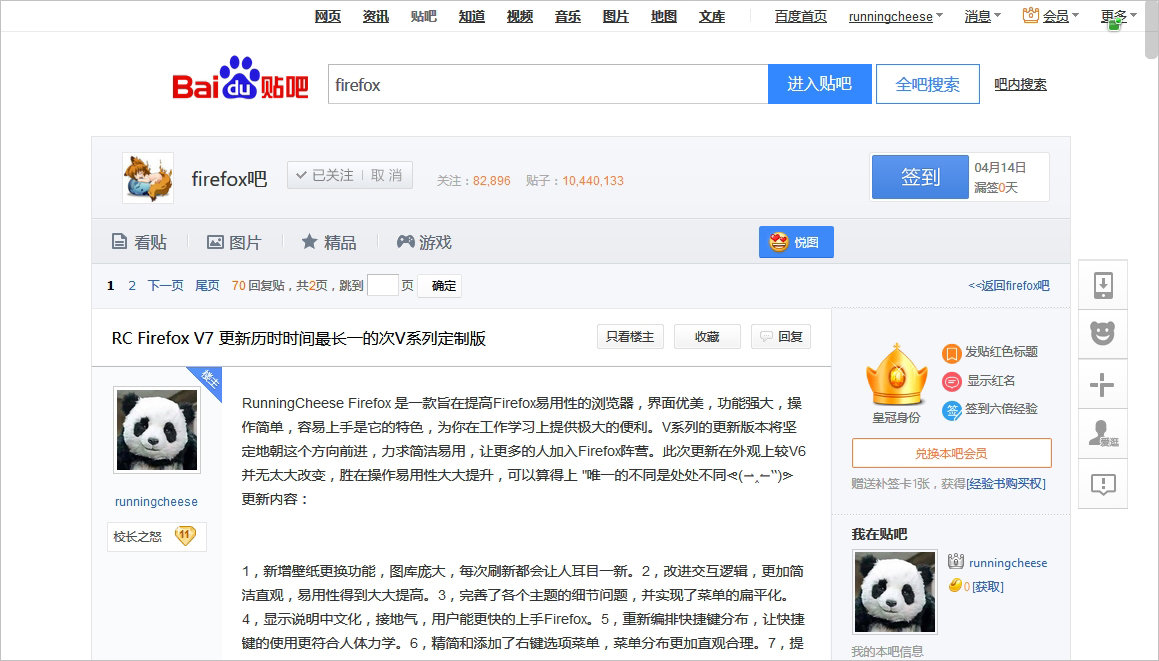 网页 资讯 贴吧 知道 视频 音乐 图片 地图 文库 百度首页 runningcheese 消息 会员 更多
Bai du 贴吧 firefox 进入贴吧 全吧搜索 吧内搜索
firefox吧 已关注 取 消 关注：82,896 贴子：10,440,133 签到 04月14日
漏签0天
看贴 图片 精品 游戏 悦图
1 2 下一页 尾页 70回复贴，共2页，跳到 页 确定 <<返回firefox吧
RC Firefox V7 更新历时时间最长一的次V系列定制版 只看楼主 收藏 回复
楼主
runningcheese
校长之怒 11
RunningCheese Firefox 是一款旨在提高Firefox易用性的浏览器，界面优美，功能强大，操
作简单，容易上手是它的特色，为你在工作学习上提供极大的便利。V系列的更新版本将坚
定地朝这个方向前进，力求简洁易用，让更多的人加入Firefox阵营。此次更新在外观上较V6
并无太大改变，胜在操作易用性大大提升，可以算得上 "唯一的不同是处处不同
更新内容：
1，新增壁纸更换功能，图库庞大，每次刷新都会让人耳目一新。2，改进交互逻辑，更加简
洁直观，易用性得到大大提高。3，完善了各个主题的细节问题，并实现了菜单的扁平化。
4，显示说明中文化，接地气，用户能更快的上手Firefox。5，重新编排快捷键分布，让快捷
键的使用更符合人体力学。6，精简和添加了右键选项菜单，菜单分布更加直观合理。7，提
皇冠身份
发贴红色标题
显示红名
签 签到六倍经验
兑换本吧会员
赠送补签卡1张，获得[经验书购买权]
我在贴吧
runningcheese
0 [获取]
我的本吧信息
爱逛